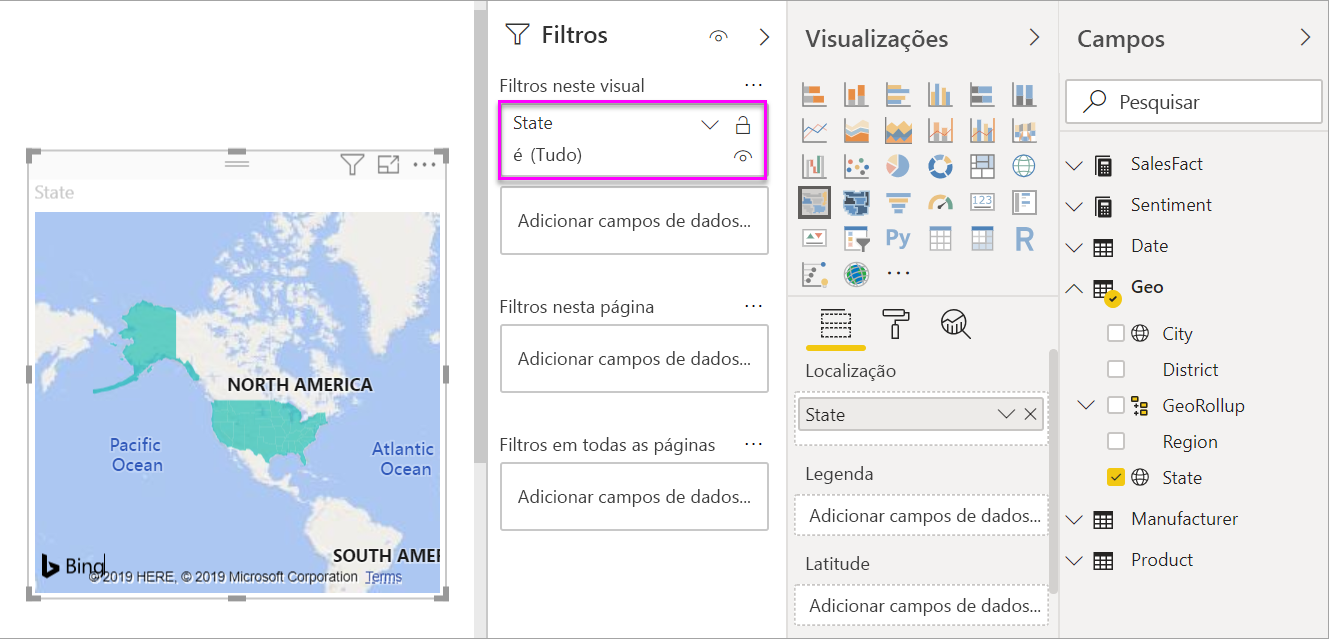 State
NORTH AMERICA
Pacific
Ocean
Atlantic
Ocean
SOUTH AMER
Bing
© 2019 HERE, © 2019 Microsoft Corporation Terms
Filtros
Filtros neste visual
...
State
é (Tudo)
Adicionar campos de dados...
Filtros nesta página
...
Adicionar campos de dados...
Filtros em todas as páginas
...
Adicionar campos de dados...
Visualizações
123
Py
R
...
Localização
State
Legenda
Adicionar campos de dados...
Latitude
Adicionar campos de dados...
Campos
Pesquisar
SalesFact
Sentiment
Date
Geo
City
District
GeoRollup
Region
State
Manufacturer
Product